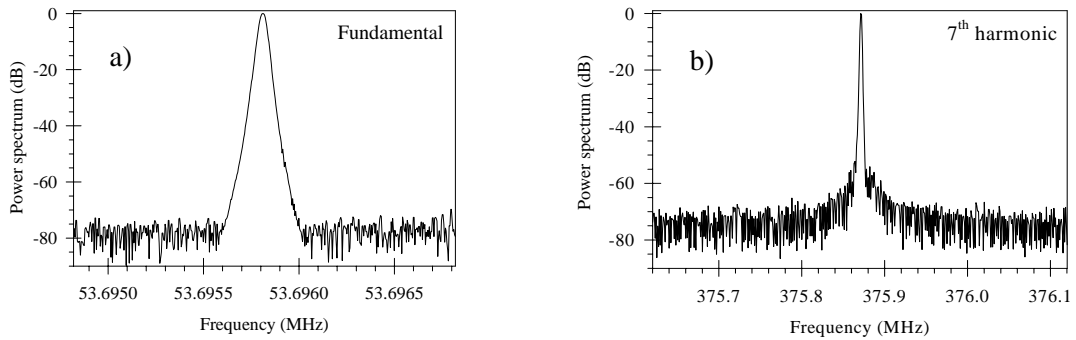 0
-20
-40
-60
-80
Power spectrum (dB)
a)
Fundamental
53.6950
53.6955
53.6960
53.6965
Frequency (MHz)
0
-20
-40
-60
-80
Power spectrum (dB)
b)
7th harmonic
375.7
375.8
375.9
376.0
376.1
Frequency (MHz)